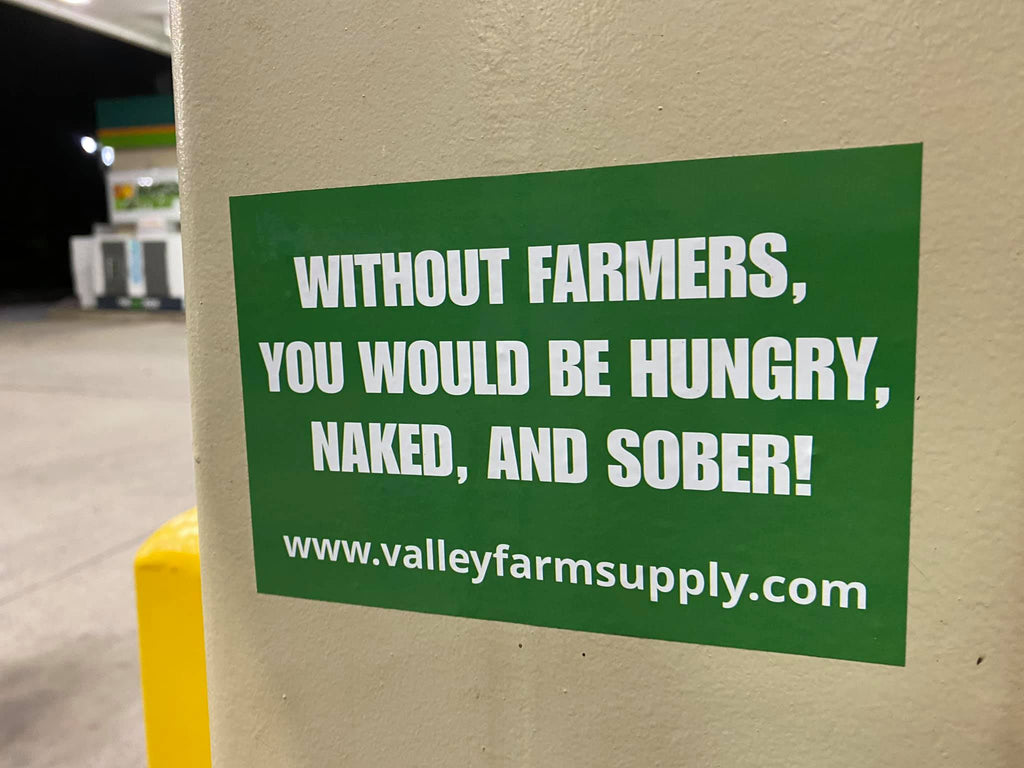 WITHOUT FARMERS,
YOU WOULD BE HUNGRY,
NAKED, AND SOBER!
www.valleyfarmsupply.com